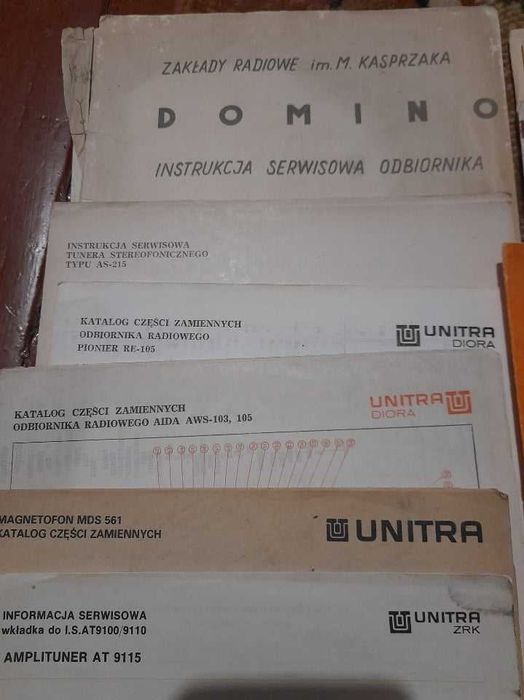 ZAKŁADY RADIOWE im. M. KASPRZAKA
DOMINO
INSTRUKCJA SERWISOWA ODBIORNIKA
INSTRUKCJA SERWISOWA
TUNERA STEREOFONICZNEGO
TYPU AS-215
KATALOG CZĘŚCI ZAMIENNYCH
ODBIORNIKA RADIOWEGO
PIONIER RE-105
UNITRA
DIORA
KATALOG CZĘŚCI ZAMIENNYCH
ODBIORNIKA RADIOWEGO AIDA AWS-103, 105
UNITRA
DIORA
MAGNETOFON MDS 561
KATALOG CZĘŚCI ZAMIENNYCH
UNITRA
INFORMACJA SERWISOWA
wkładka do I.S.AT9100/9110
AMPLITUNER AT 9115
UNITRA
ZRK